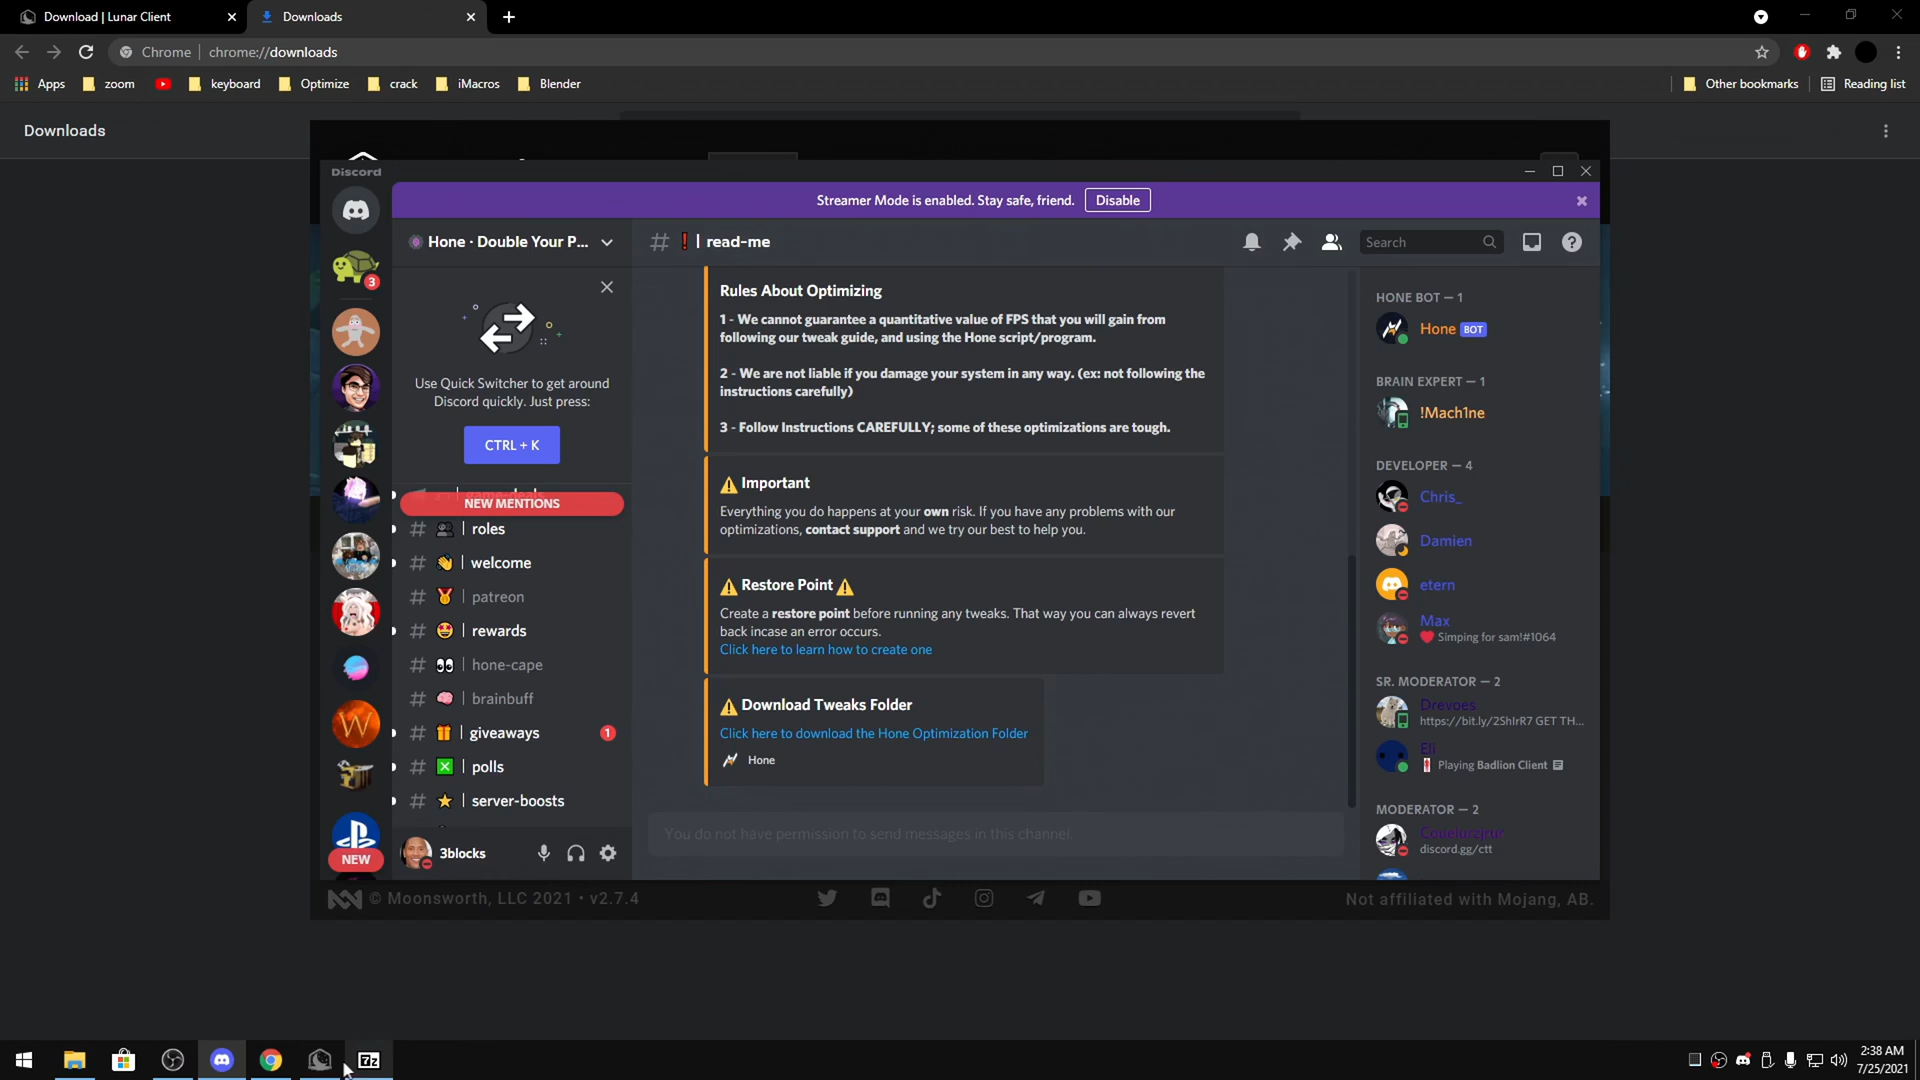 Download | Lunar Client
Downloads
Chrome
chrome://downloads
Apps
zoom
keyboard
Optimize
crack
iMacros
Blender
Other bookmarks
Reading list
Downloads
Discord
Streamer Mode is enabled. Stay safe, friend.
Disable
Hone · Double Your P...
# ❗ | read-me
Search
3
Use Quick Switcher to get around
Discord quickly. Just press:
CTRL + K
NEW MENTIONS
# | roles
# | welcome
# | patreon
# | rewards
# | hone-cape
# | brainbuff
# | giveaways
1
# | polls
# | server-boosts
W
NEW
3blocks
Rules About Optimizing
1 - We cannot guarantee a quantitative value of FPS that you will gain from
following our tweak guide, and using the Hone script/program.
2 - We are not liable if you damage your system in any way. (ex: not following the
instructions carefully)
3 - Follow Instructions CAREFULLY; some of these optimizations are tough.
⚠ Important
Everything you do happens at your own risk. If you have any problems with our
optimizations, contact support and we try our best to help you.
⚠ Restore Point ⚠
Create a restore point before running any tweaks. That way you can always revert
back incase an error occurs.
Click here to learn how to create one
⚠ Download Tweaks Folder
Click here to download the Hone Optimization Folder
Hone
You do not have permission to send messages in this channel.
HONE BOT — 1
Hone BOT
BRAIN EXPERT — 1
!Mach1ne
DEVELOPER — 4
Chris_
Damien
etern
Max
Simping for sam!#1064
SR. MODERATOR — 2
Drevoes
https://bit.ly/2ShIrR7 GET TH...
Eli
Playing Badlion Client
MODERATOR — 2
discord.gg/ctt
© Moonsworth, LLC 2021 • v2.7.4
Not affiliated with Mojang, AB.
7z
2:38 AM
7/25/2021